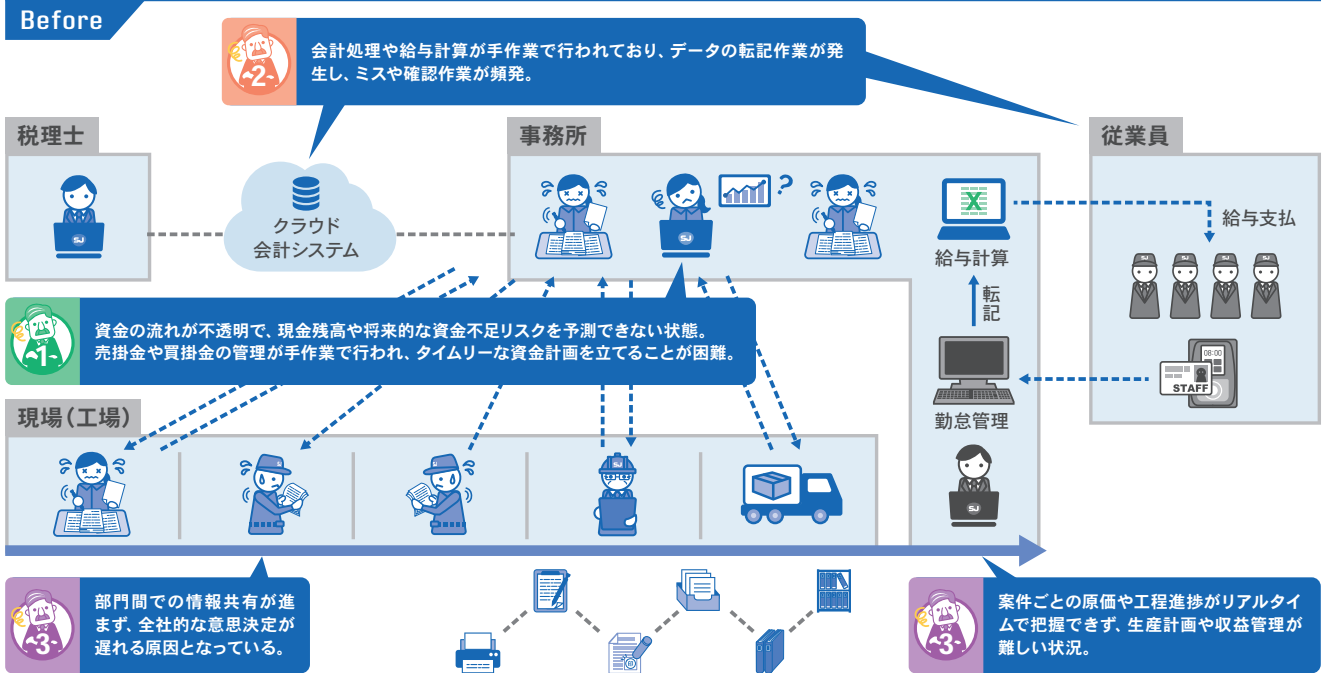 Before
2
会計処理や給与計算が手作業で行われており、データの転記作業が発
生し、ミスや確認作業が頻発。
税理士
事務所
従業員
クラウド
会計システム
SJ
SJ
?
X
給与計算
給与支払
転記
SJ
SJ
SJ
SJ
1
資金の流れが不透明で、現金残高や将来的な資金不足リスクを予測できない状態。
売掛金や買掛金の管理が手作業で行われ、タイムリーな資金計画を立てることが困難。
08:00
STAFF
勤怠管理
現場(工場)
SJ
SJ
SJ
SJ
3
部門間での情報共有が進
まず、全社的な意思決定が
遅れる原因となっている。
3
案件ごとの原価や工程進捗がリアルタイ
ムで把握できず、生産計画や収益管理が
難しい状況。